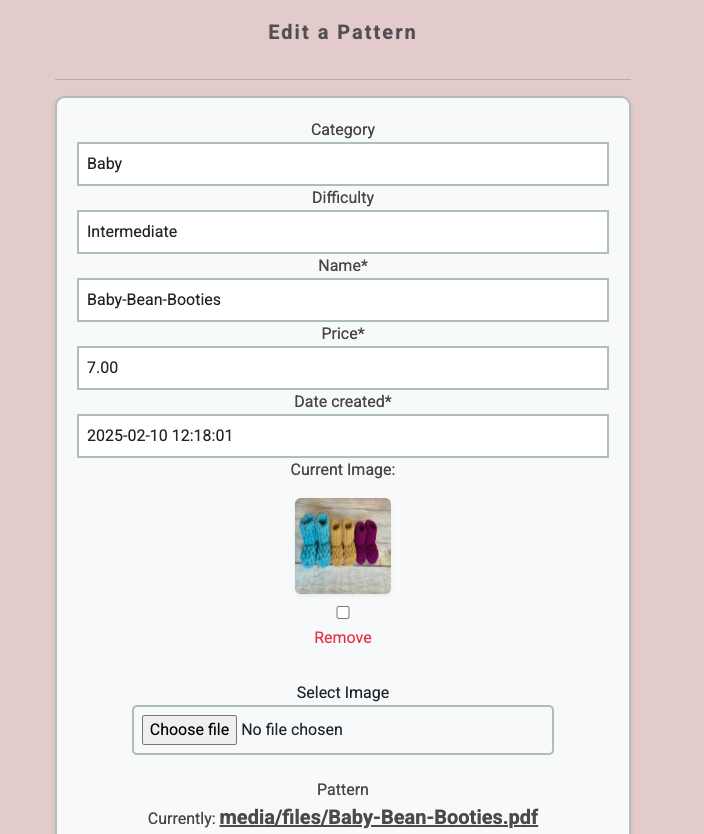 Edit a Pattern
Category
Baby
Difficulty
Intermediate
Name*
Baby-Bean-Booties
Price*
7.00
Date created*
2025-02-10 12:18:01
Current Image:
Remove
Select Image
Choose file No file chosen
Pattern
Currently: media/files/Baby-Bean-Booties.pdf